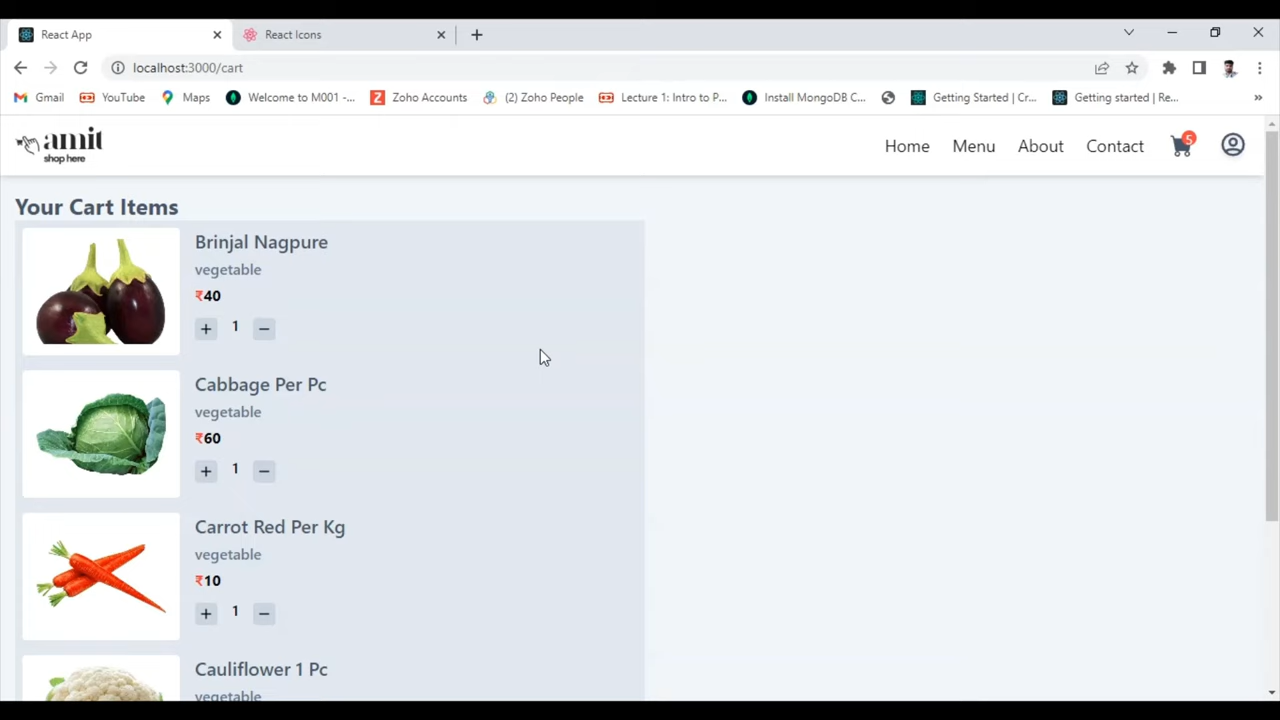 React App
React Icons
localhost:3000/cart
Gmail YouTube Maps Welcome to M001 -... Zoho Accounts (2) Zoho People Lecture 1: Intro to P... Install MongoDB C... Getting Started | Cr... Getting started | Re... »
amit
shop here
Home Menu About Contact 5
Your Cart Items
Brinjal Nagpure
vegetable
₹40
+ 1 −
Cabbage Per Pc
vegetable
₹60
+ 1 −
Carrot Red Per Kg
vegetable
₹10
+ 1 −
Cauliflower 1 Pc
vegetable